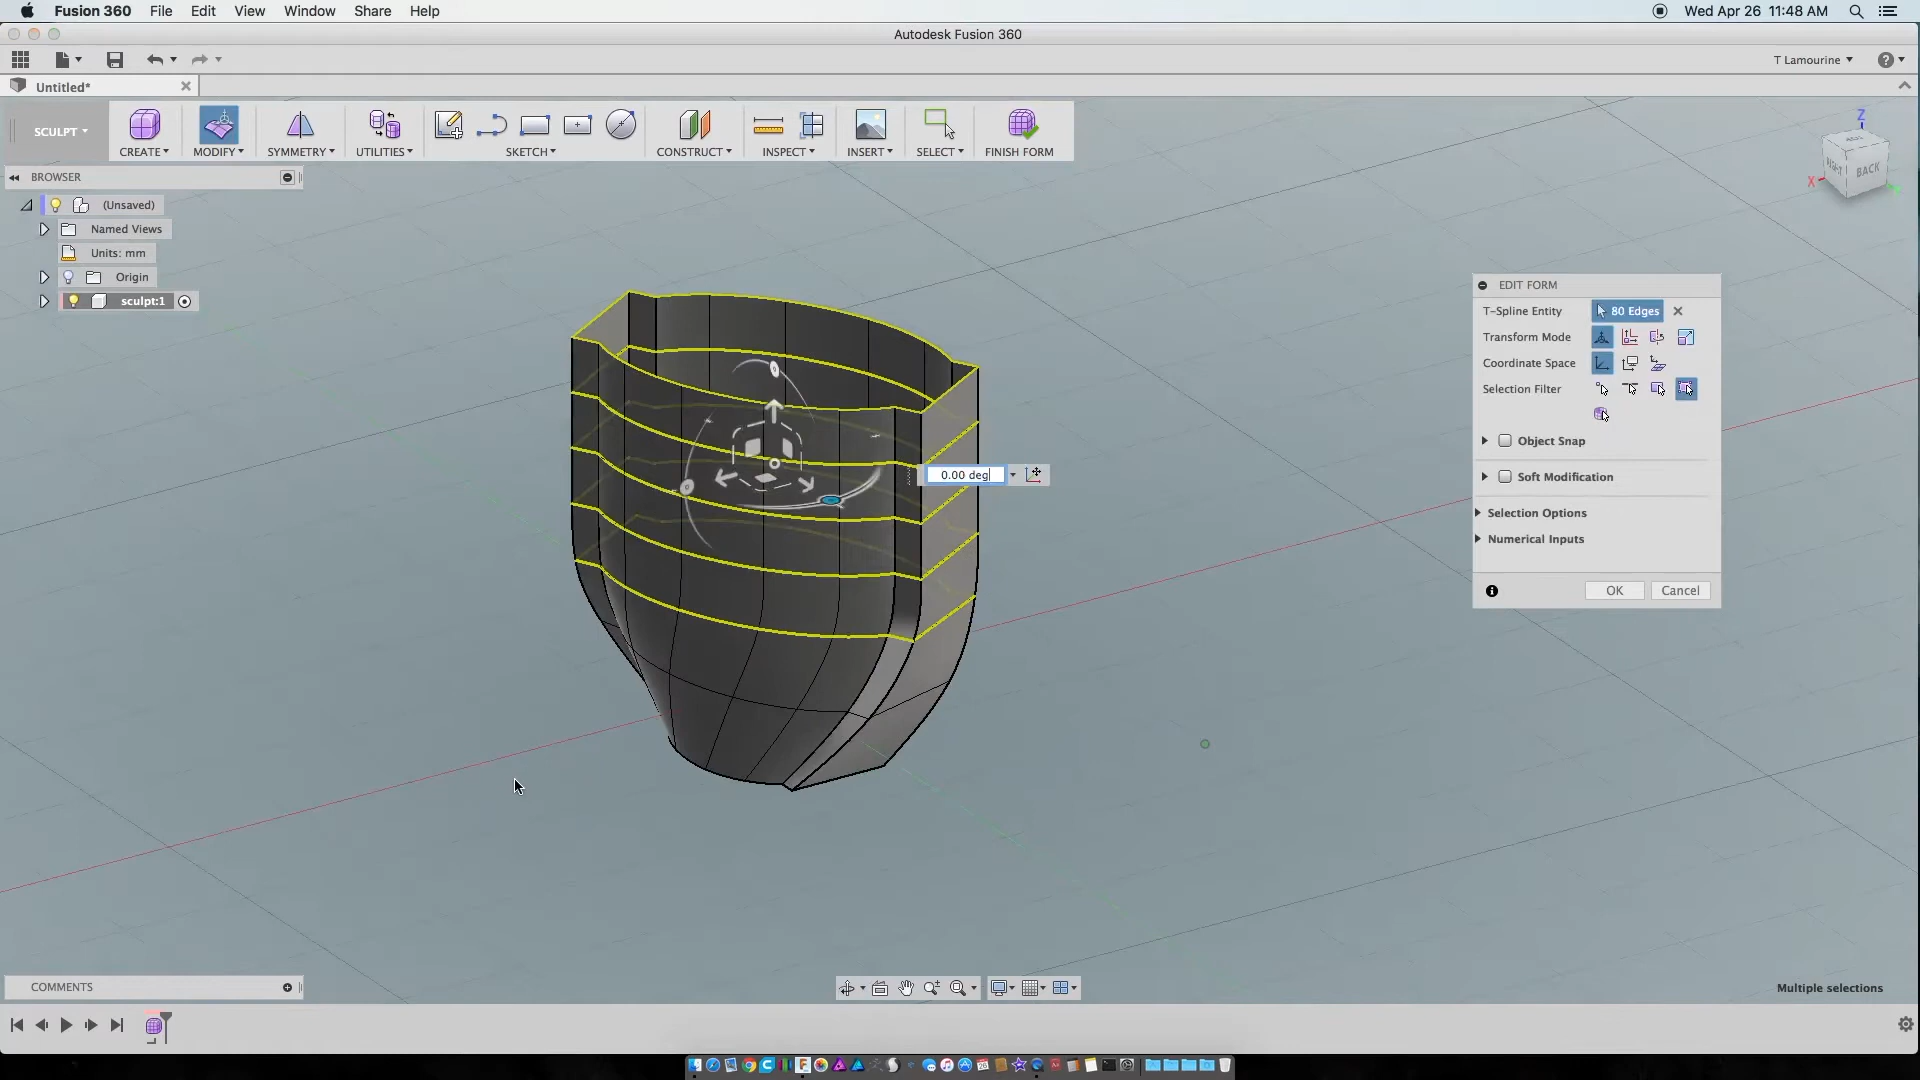 Fusion 360 File Edit View Window Share Help Wed Apr 26 11:48 AM
Autodesk Fusion 360
T Lamourine
Untitled*
SCULPT
CREATE MODIFY SYMMETRY UTILITIES SKETCH CONSTRUCT INSPECT INSERT SELECT FINISH FORM
BROWSER
(Unsaved)
Named Views
Units: mm
Origin
sculpt:1
Z
X
BACK
RIGHT
EDIT FORM
T-Spline Entity 80 Edges
Transform Mode
Coordinate Space
Selection Filter
Object Snap
Soft Modification
Selection Options
Numerical Inputs
OK Cancel
0.00 deg
COMMENTS
Multiple selections